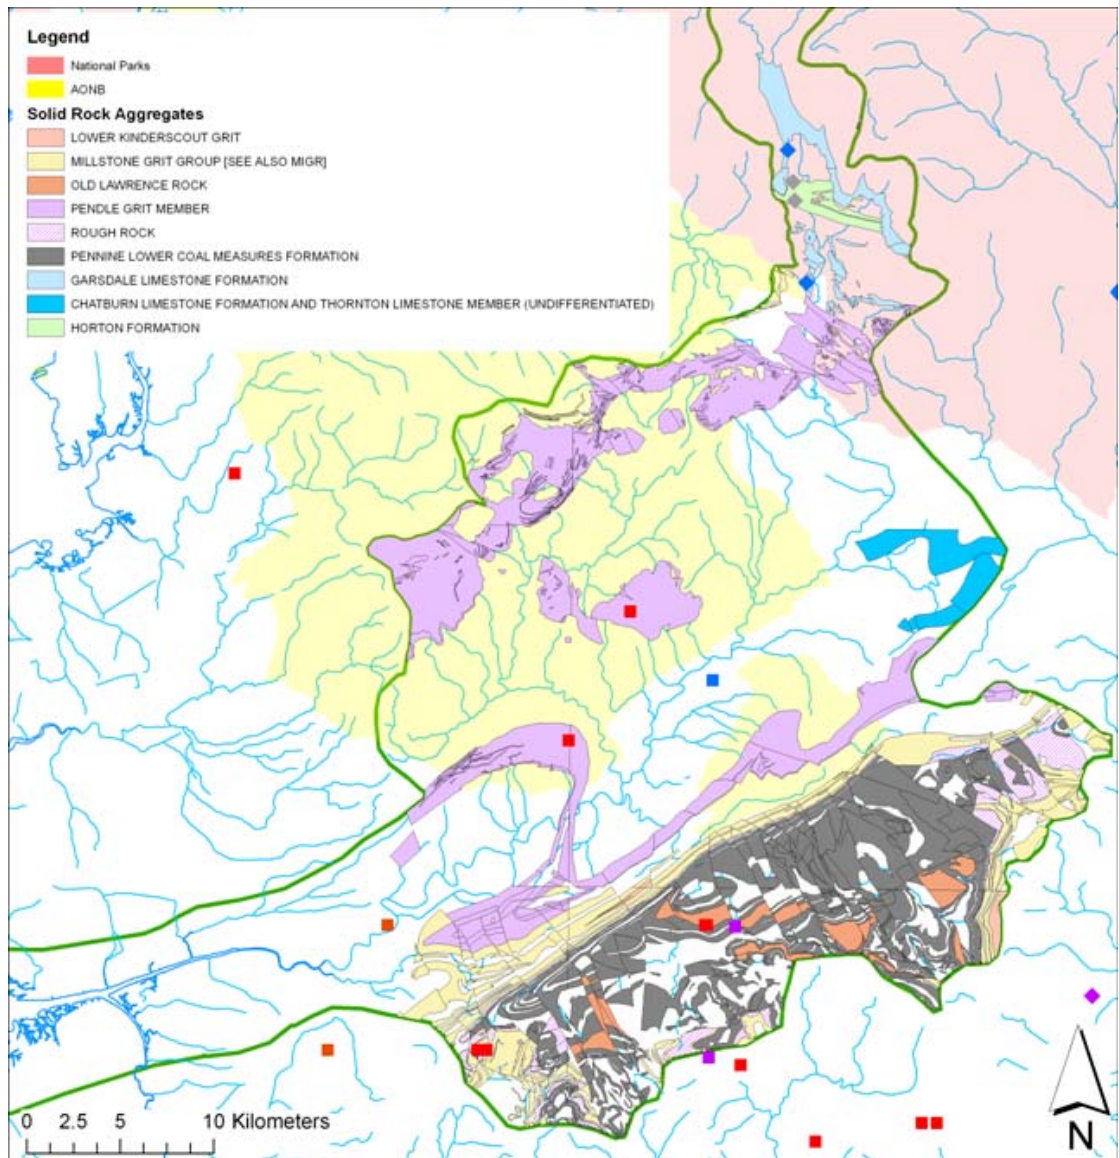 Legend
National Parks
AONB
Solid Rock Aggregates
LOWER KINDERSCOUT GRIT
MILLSTONE GRIT GROUP [SEE ALSO MIGR]
OLD LAWRENCE ROCK
PENDLE GRIT MEMBER
ROUGH ROCK
PENNINE LOWER COAL MEASURES FORMATION
GARSDALE LIMESTONE FORMATION
CHATBURN LIMESTONE FORMATION AND THORNTON LIMESTONE MEMBER (UNDIFFERENTIATED)
HORTON FORMATION
0 2.5 5 10 Kilometers
N